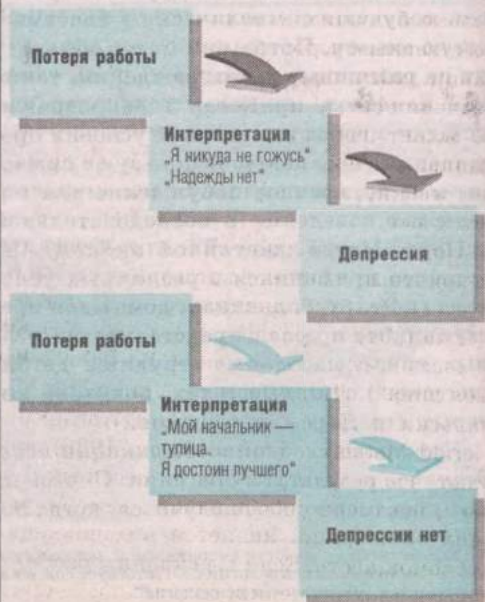 Потеря работы
Интерпретация
„Я никуда не гожусь"
„Надежды нет"
Депрессия
Потеря работы
Интерпретация
„Мой начальник —
тупица.
Я достоин лучшего"
Депрессии нет